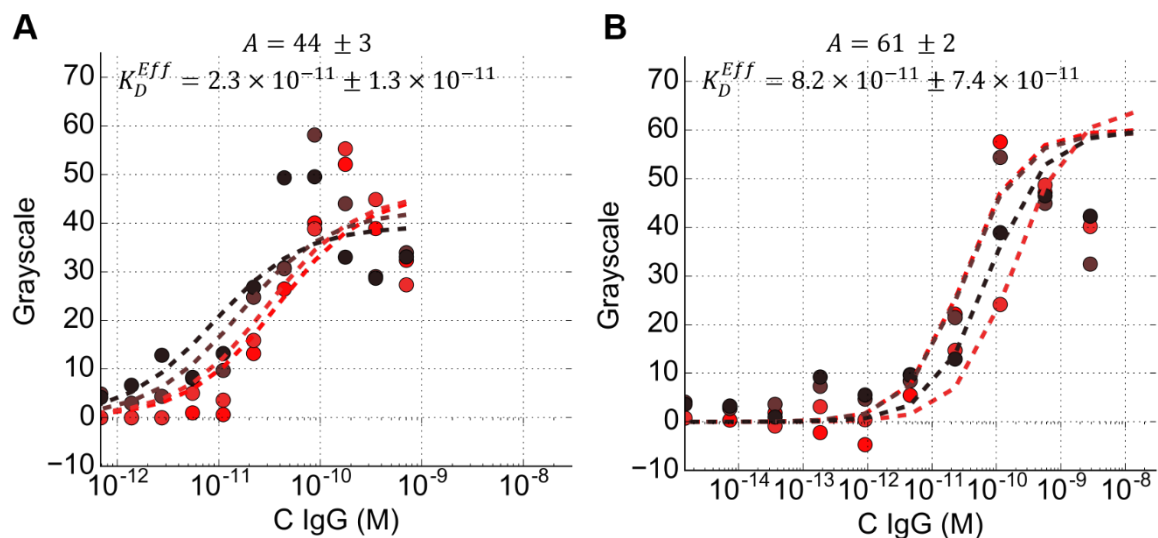 A
A = 44 ± 3
K_D^{Eff} = 2.3 × 10^{-11} ± 1.3 × 10^{-11}
70
60
50
40
30
20
10
0
−10
Grayscale
10^{-12} 10^{-11} 10^{-10} 10^{-9} 10^{-8}
C IgG (M)
B
A = 61 ± 2
K_D^{Eff} = 8.2 × 10^{-11} ± 7.4 × 10^{-11}
70
60
50
40
30
20
10
0
−10
Grayscale
10^{-14} 10^{-13} 10^{-12} 10^{-11} 10^{-10} 10^{-9} 10^{-8}
C IgG (M)